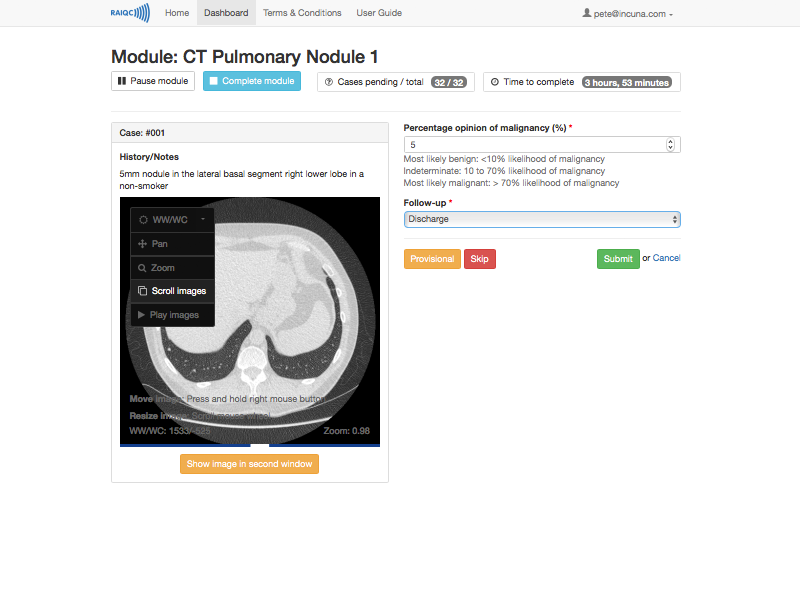 RAIQC Home Dashboard Terms & Conditions User Guide pete@incuna.com
Module: CT Pulmonary Nodule 1
Pause module Complete module Cases pending / total 32 / 32 Time to complete 3 hours, 53 minutes
Case: #001
History/Notes
5mm nodule in the lateral basal segment right lower lobe in a
non-smoker
WW/WC
Pan
Zoom
Scroll images
Play images
Move image: Press and hold right mouse button
Resize image: Scroll mouse wheel
WW/WC: 1533/-525 Zoom: 0.98
Show image in second window
Percentage opinion of malignancy (%) *
5
Most likely benign: <10% likelihood of malignancy
Indeterminate: 10 to 70% likelihood of malignancy
Most likely malignant: > 70% likelihood of malignancy
Follow-up *
Discharge
Provisional Skip Submit or Cancel